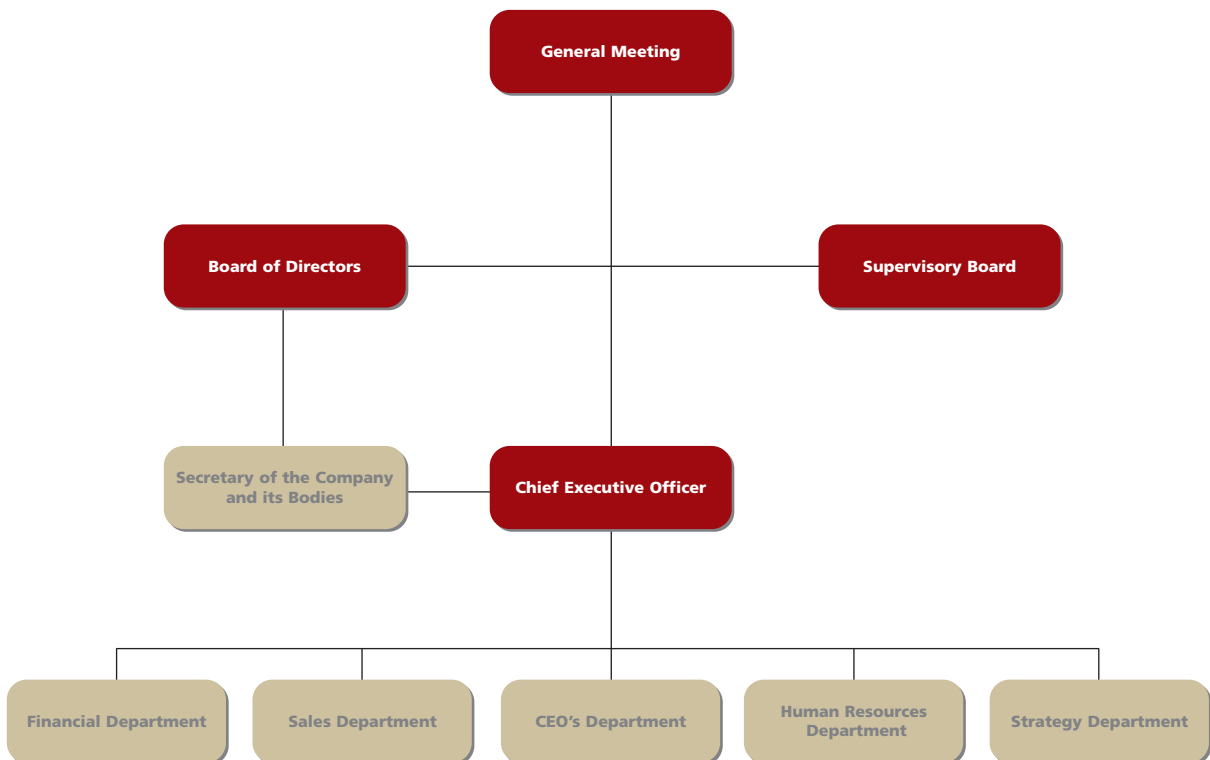 General Meeting
Board of Directors
Supervisory Board
Secretary of the Company
and its Bodies
Chief Executive Officer
Financial Department
Sales Department
CEO's Department
Human Resources
Department
Strategy Department